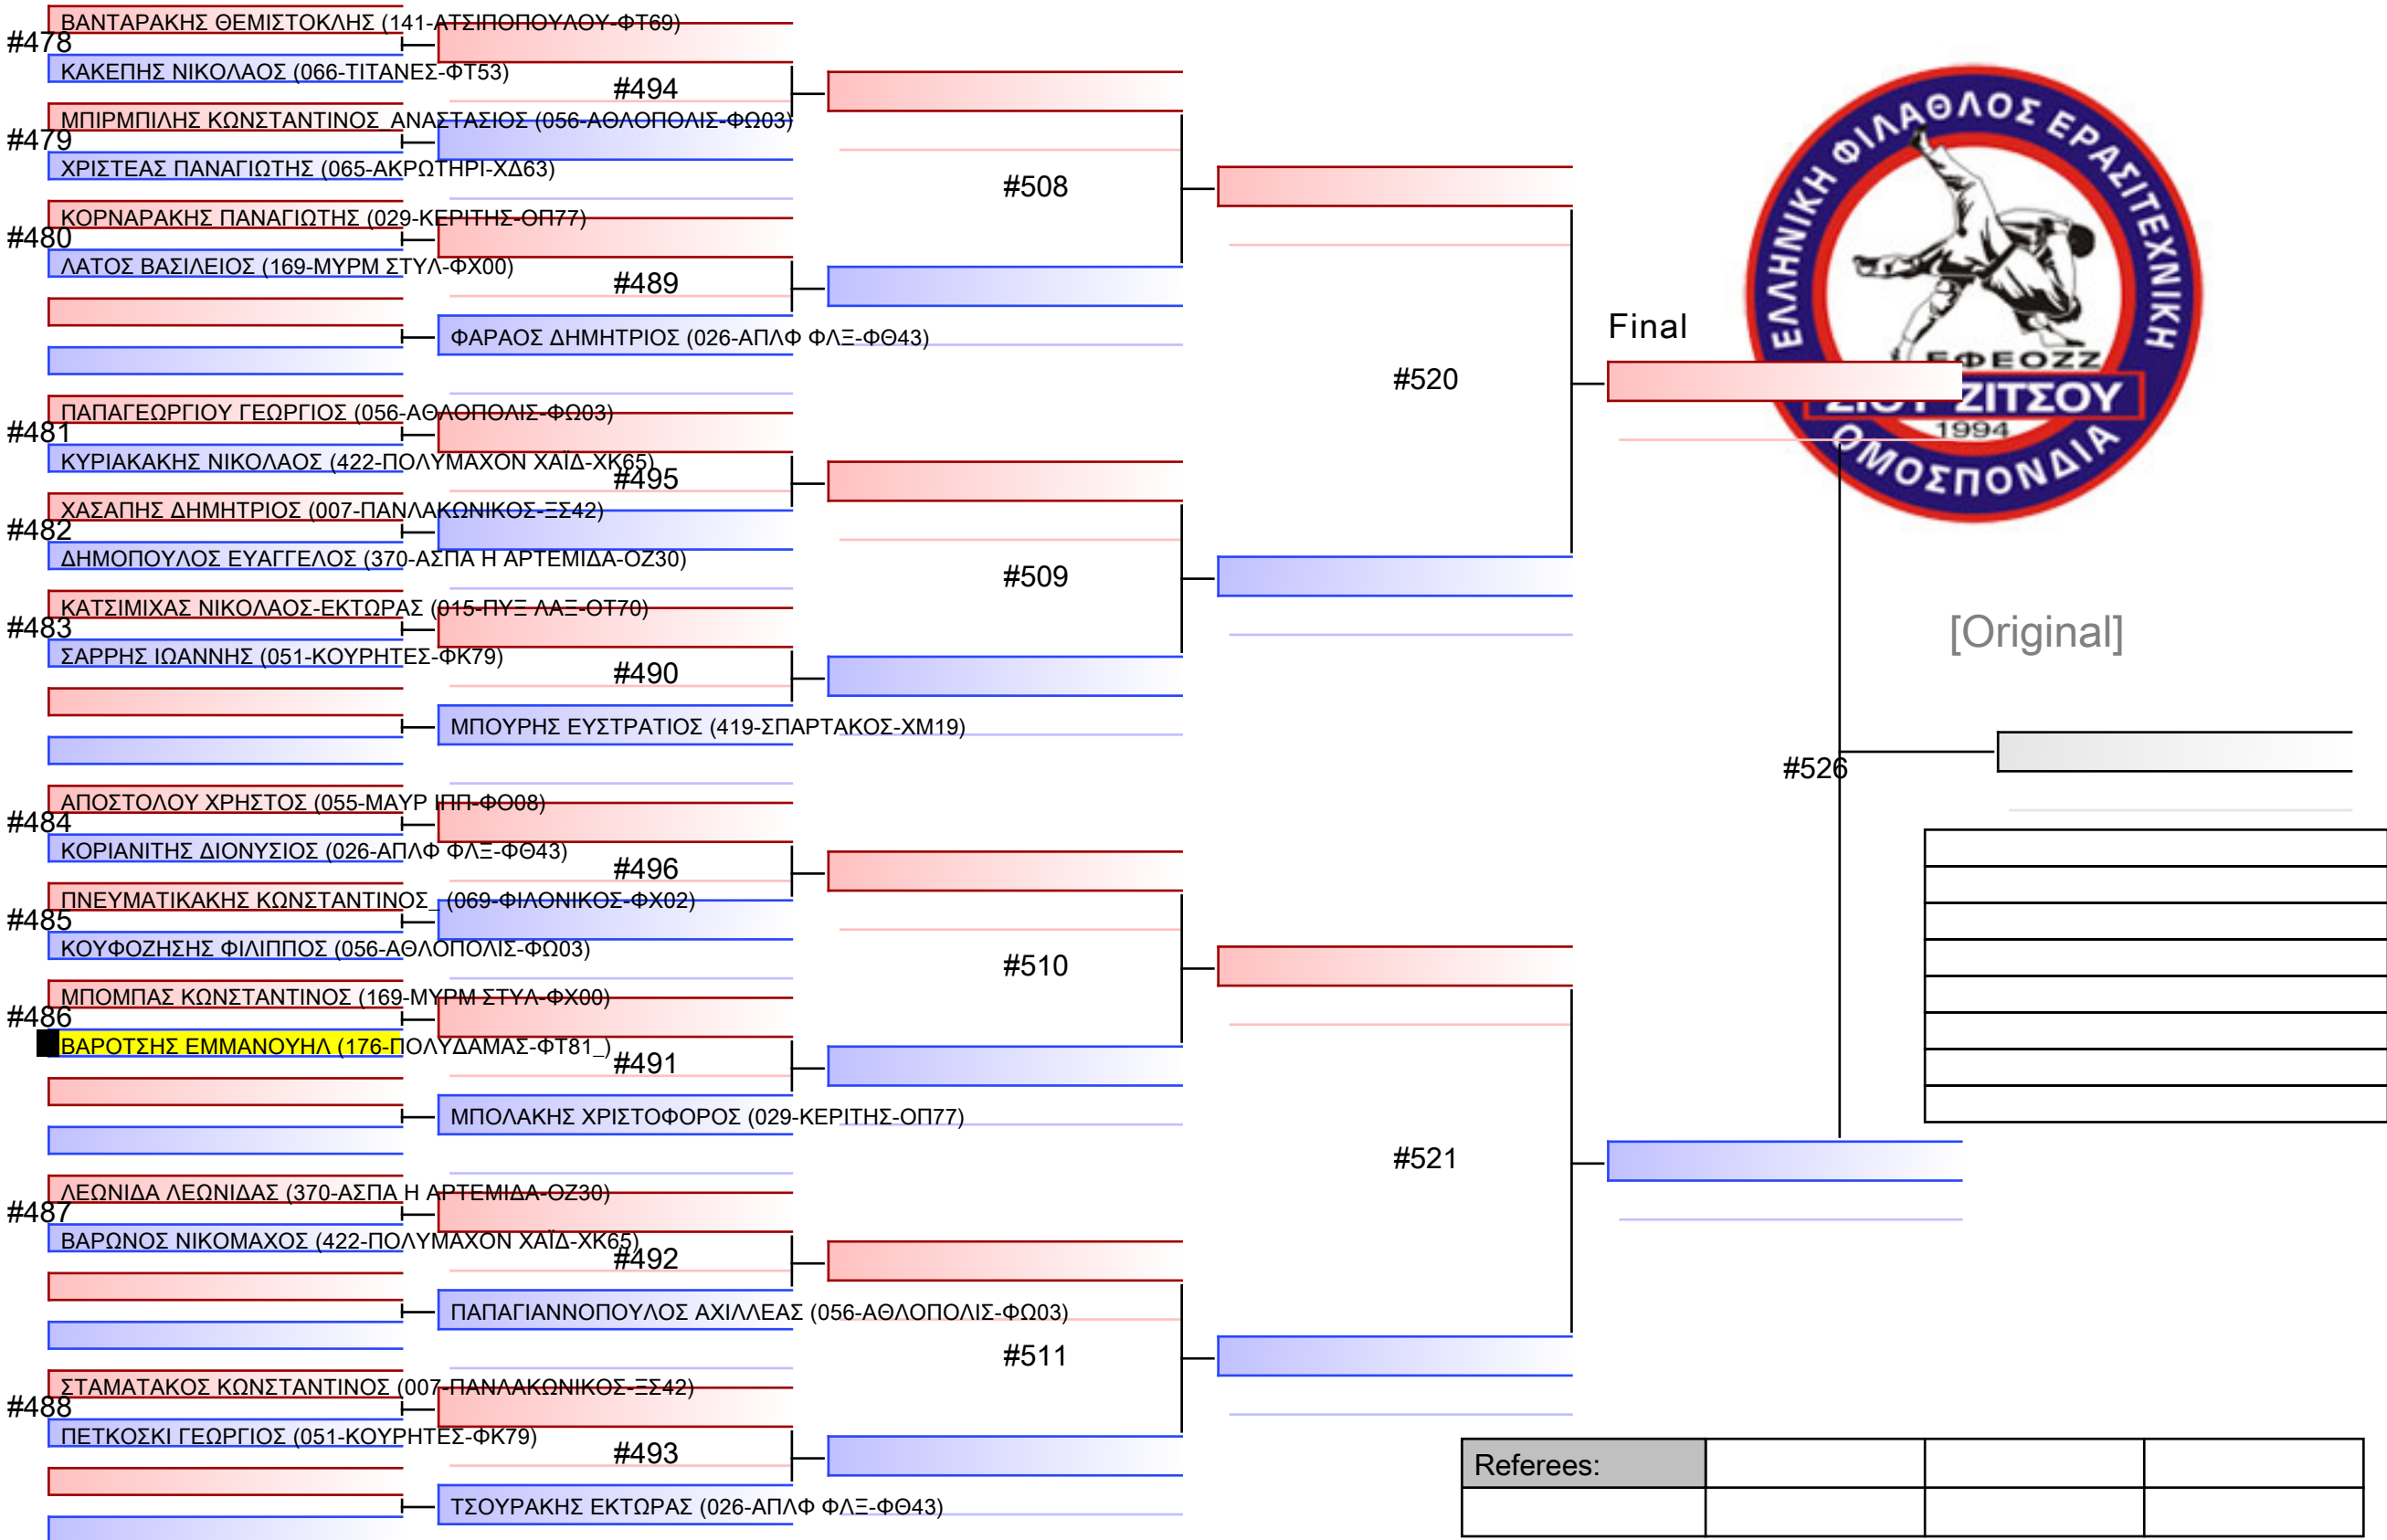 ΒΑΝΤΑΡΑΚΗΣ ΘΕΜΙΣΤΟΚΛΗΣ (141-ΑΤΣΙΠΟΠΟΥΛΟΥ-ΦΤ69)
#478
ΚΑΚΕΠΗΣ ΝΙΚΟΛΑΟΣ (066-ΤΙΤΑΝΕΣ-ΦΤ53)
#494
ΜΠΙΡΜΠΙΛΗΣ ΚΩΝΣΤΑΝΤΙΝΟΣ_ΑΝΑΣΤΑΣΙΟΣ (056-ΑΘΛΟΠΟΛΙΣ-ΦΩ03)
#479
ΧΡΙΣΤΕΑΣ ΠΑΝΑΓΙΩΤΗΣ (065-ΑΚΡΩΤΗΡΙ-ΧΔ63)
#508
ΚΟΡΝΑΡΑΚΗΣ ΠΑΝΑΓΙΩΤΗΣ (029-ΚΕΡΙΤΗΣ-ΟΠ77)
#480
ΛΑΤΟΣ ΒΑΣΙΛΕΙΟΣ (169-ΜΥΡΜ ΣΤΥΛ-ΦΧ00)
#489
ΦΑΡΑΟΣ ΔΗΜΗΤΡΙΟΣ (026-ΑΠΛΦ ΦΛΞ-ΦΘ43)
#520
Final
ΕΛΛΗΝΙΚΗ ΦΙΛΑΘΛΟΣ ΕΡΑΣΙΤΕΧΝΙΚΗ
ΕΦΕΟΖΖ
ΖΙΟΥ ΖΙΤΣΟΥ
1994
ΟΜΟΣΠΟΝΔΙΑ
ΠΑΠΑΓΕΩΡΓΙΟΥ ΓΕΩΡΓΙΟΣ (056-ΑΘΛΟΠΟΛΙΣ-ΦΩ03)
#481
ΚΥΡΙΑΚΑΚΗΣ ΝΙΚΟΛΑΟΣ (422-ΠΟΛΥΜΑΧΟΝ ΧΑΪΔ-ΧΚ65)
#495
ΧΑΣΑΠΗΣ ΔΗΜΗΤΡΙΟΣ (007-ΠΑΝΛΑΚΩΝΙΚΟΣ-ΞΣ42)
#482
ΔΗΜΟΠΟΥΛΟΣ ΕΥΑΓΓΕΛΟΣ (370-ΑΣΠΑ Η ΑΡΤΕΜΙΔΑ-ΟΖ30)
#509
ΚΑΤΣΙΜΙΧΑΣ ΝΙΚΟΛΑΟΣ-ΕΚΤΩΡΑΣ (015-ΠΥΞ ΛΑΞ-ΟΤ70)
#483
[Original]
ΣΑΡΡΗΣ ΙΩΑΝΝΗΣ (051-ΚΟΥΡΗΤΕΣ-ΦΚ79)
#490
ΜΠΟΥΡΗΣ ΕΥΣΤΡΑΤΙΟΣ (419-ΣΠΑΡΤΑΚΟΣ-ΧΜ19)
#526
ΑΠΟΣΤΟΛΟΥ ΧΡΗΣΤΟΣ (055-ΜΑΥΡ ΙΠΠ-ΦΟ08)
#484
ΚΟΡΙΑΝΙΤΗΣ ΔΙΟΝΥΣΙΟΣ (026-ΑΠΛΦ ΦΛΞ-ΦΘ43)
#496
ΠΝΕΥΜΑΤΙΚΑΚΗΣ ΚΩΝΣΤΑΝΤΙΝΟΣ_ (069-ΦΙΛΟΝΙΚΟΣ-ΦΧ02)
#485
ΚΟΥΦΟΖΗΣΗΣ ΦΙΛΙΠΠΟΣ (056-ΑΘΛΟΠΟΛΙΣ-ΦΩ03)
#510
ΜΠΟΜΠΑΣ ΚΩΝΣΤΑΝΤΙΝΟΣ (169-ΜΥΡΜ ΣΤΥΛ-ΦΧ00)
#486
ΒΑΡΟΤΣΗΣ ΕΜΜΑΝΟΥΗΛ (176-ΠΟΛΥΔΑΜΑΣ-ΦΤ81_)
#491
ΜΠΟΛΑΚΗΣ ΧΡΙΣΤΟΦΟΡΟΣ (029-ΚΕΡΙΤΗΣ-ΟΠ77)
#521
ΛΕΩΝΙΔΑ ΛΕΩΝΙΔΑΣ (370-ΑΣΠΑ Η ΑΡΤΕΜΙΔΑ-ΟΖ30)
#487
ΒΑΡΩΝΟΣ ΝΙΚΟΜΑΧΟΣ (422-ΠΟΛΥΜΑΧΟΝ ΧΑΪΔ-ΧΚ65)
#492
ΠΑΠΑΓΙΑΝΝΟΠΟΥΛΟΣ ΑΧΙΛΛΕΑΣ (056-ΑΘΛΟΠΟΛΙΣ-ΦΩ03)
#511
ΣΤΑΜΑΤΑΚΟΣ ΚΩΝΣΤΑΝΤΙΝΟΣ (007-ΠΑΝΛΑΚΩΝΙΚΟΣ-ΞΣ42)
#488
ΠΕΤΚΟΣΚΙ ΓΕΩΡΓΙΟΣ (051-ΚΟΥΡΗΤΕΣ-ΦΚ79)
#493
Referees:
ΤΣΟΥΡΑΚΗΣ ΕΚΤΩΡΑΣ (026-ΑΠΛΦ ΦΛΞ-ΦΘ43)